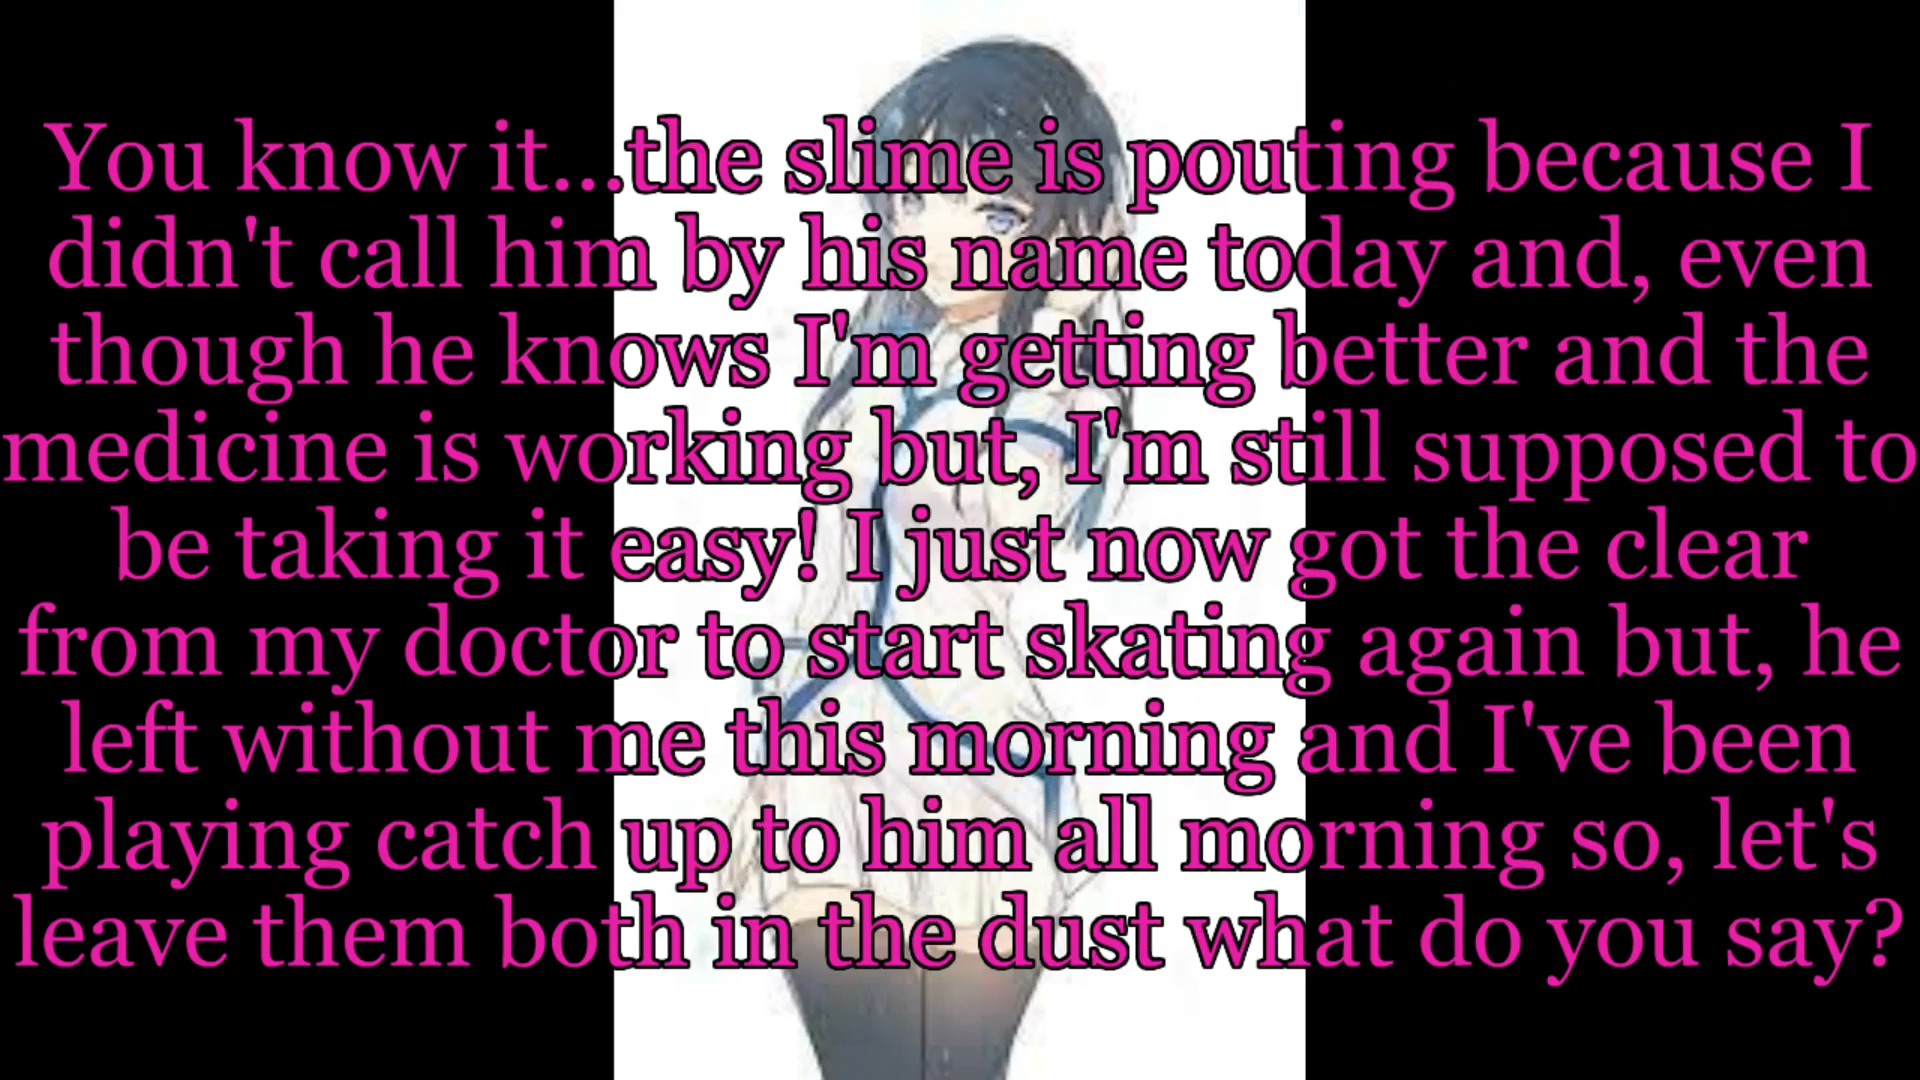 You know it...the slime is pouting because I
didn't call him by his name today and, even
though he knows I'm getting better and the
medicine is working but, I'm still supposed to
be taking it easy! I just now got the clear
from my doctor to start skating again but, he
left without me this morning and I've been
playing catch up to him all morning so, let's
leave them both in the dust what do you say?